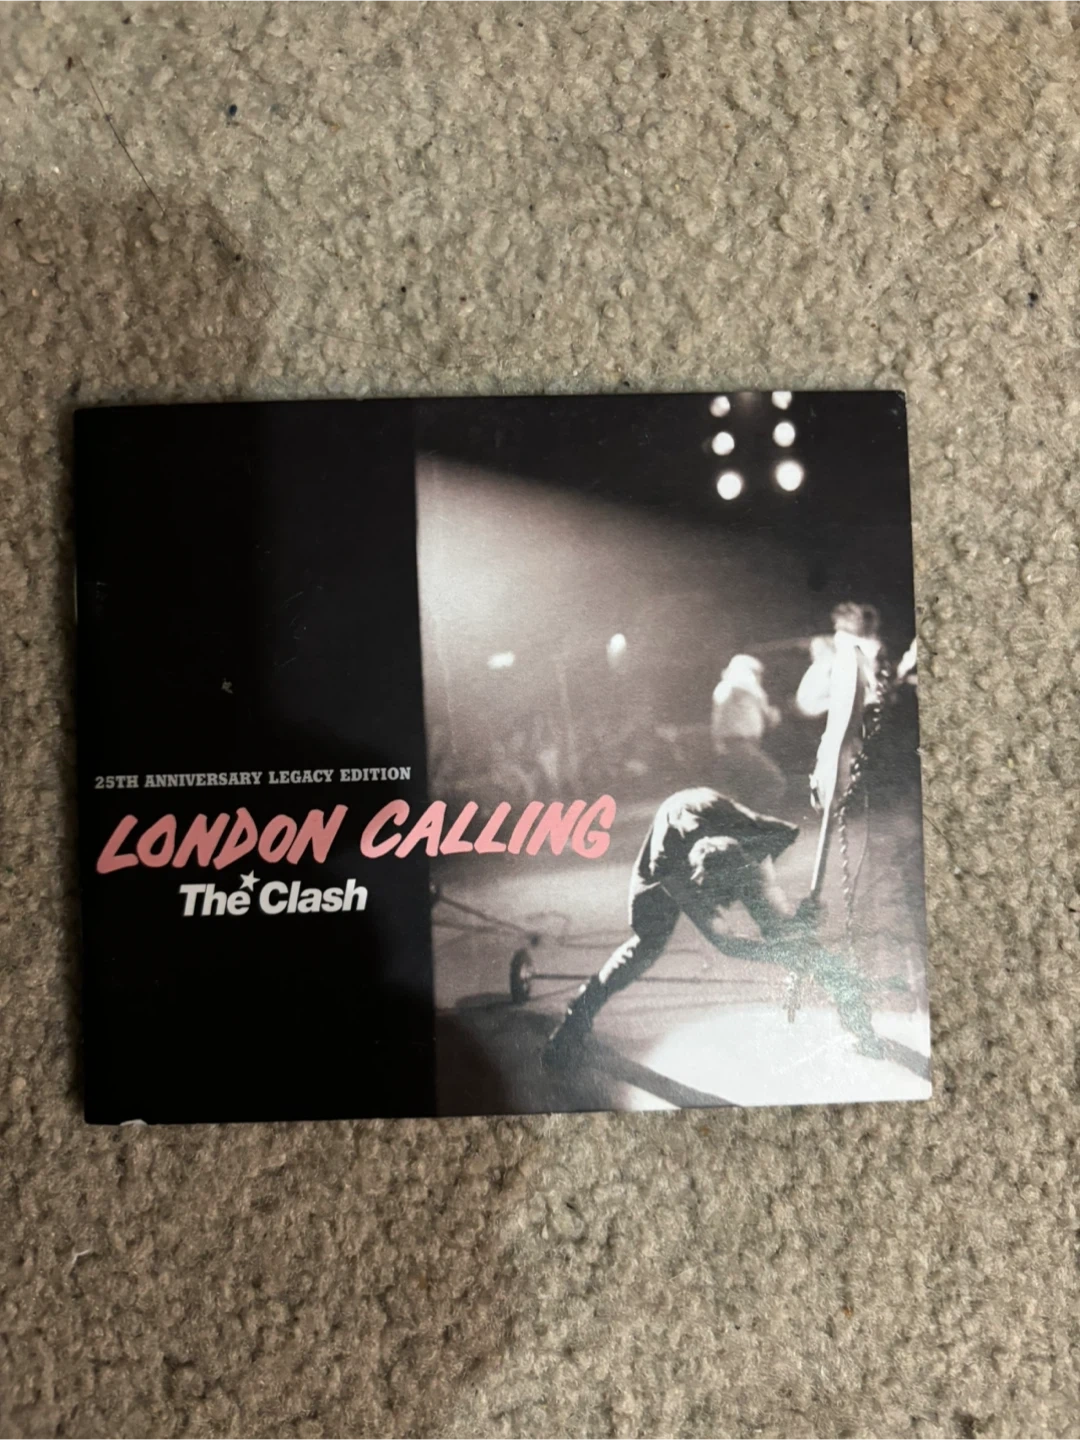 25TH ANNIVERSARY LEGACY EDITION
LONDON CALLING
The Clash